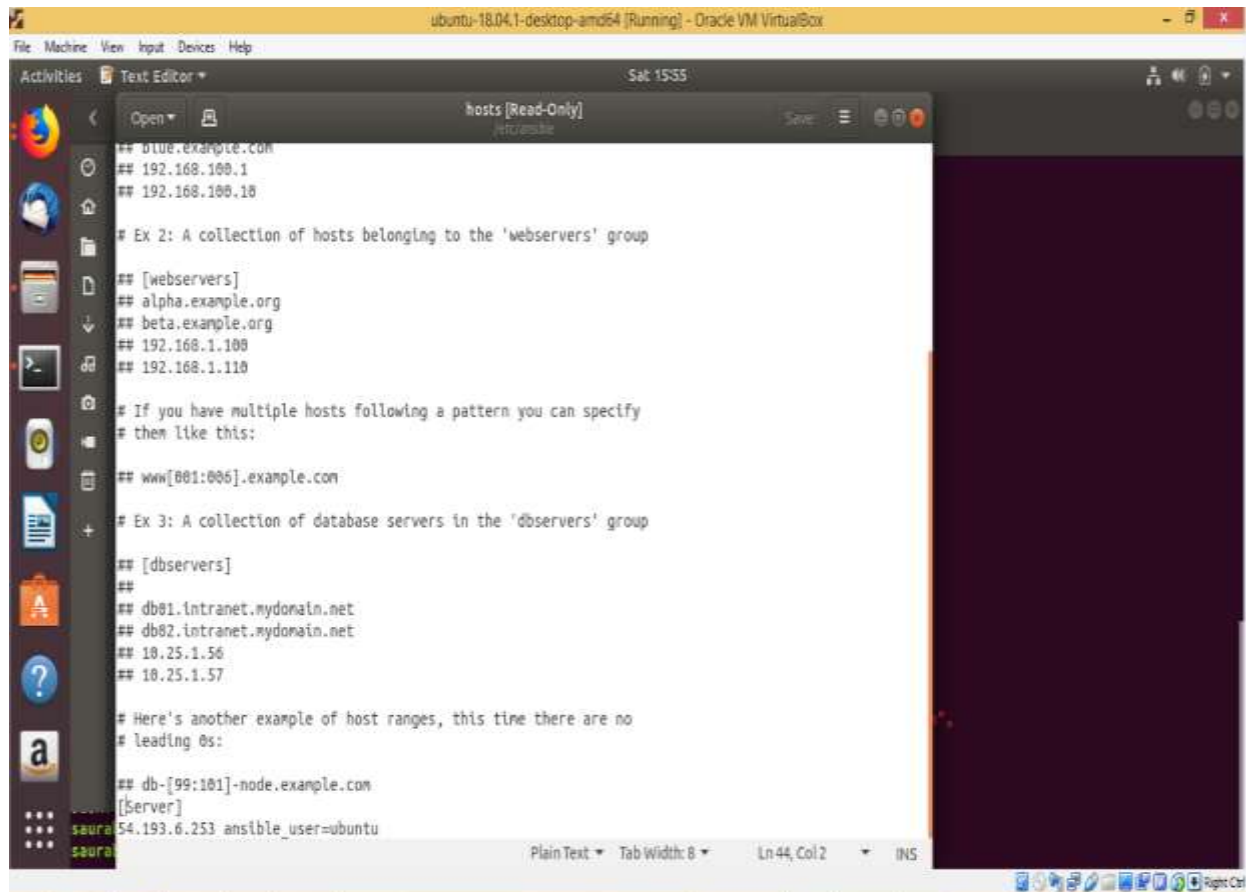 ubuntu-18.04.1-desktop-amd64 [Running] - Oracle VM VirtualBox
File Machine View Input Devices Help
Activities Text Editor Sat 15:55
Open hosts [Read-Only] Save
/etc/ansible
## blue.example.com
## 192.168.100.1
## 192.168.100.10
# Ex 2: A collection of hosts belonging to the 'webservers' group
## [webservers]
## alpha.example.org
## beta.example.org
## 192.168.1.100
## 192.168.1.110
# If you have multiple hosts following a pattern you can specify
# them like this:
## www[001:006].example.com
# Ex 3: A collection of database servers in the 'dbservers' group
## [dbservers]
##
## db01.intranet.mydomain.net
## db02.intranet.mydomain.net
## 10.25.1.56
## 10.25.1.57
# Here's another example of host ranges, this time there are no
# leading 0s:
## db-[99:101]-node.example.com
[Server]
saura 54.193.6.253 ansible_user=ubuntu
saura
Plain Text Tab Width: 8 Ln 44, Col 2 INS
Right Ctrl